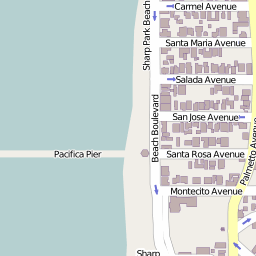 Carmel Avenue
Sharp Park Beach
Santa Maria Avenue
Salada Avenue
Beach Boulevard
San Jose Avenue
Pacifica Pier
Santa Rosa Avenue
Palmetto Avenue
Montecito Avenue
Sharp